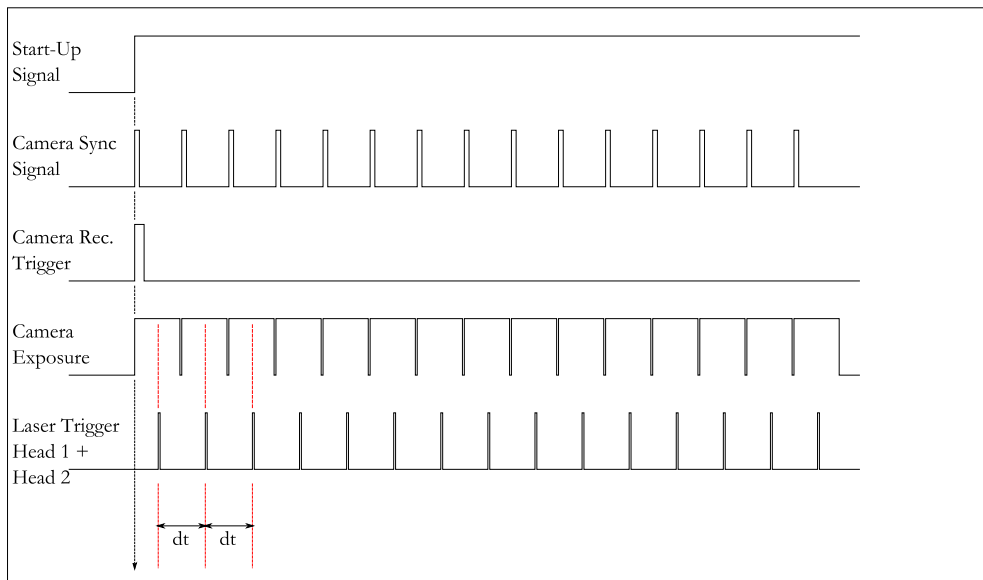 Start-Up
Signal
Camera Sync
Signal
Camera Rec.
Trigger
Camera
Exposure
Laser Trigger
Head 1 +
Head 2
dt
dt